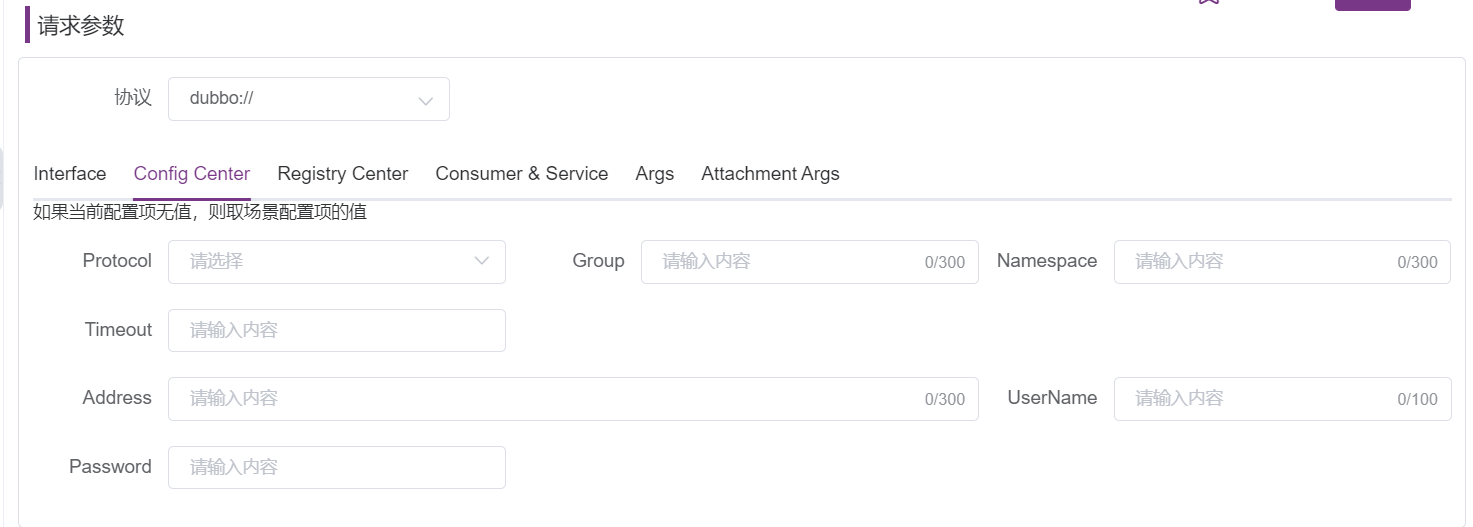 请求参数
协议 dubbo://
Interface Config Center Registry Center Consumer & Service Args Attachment Args
如果当前配置项无值，则取场景配置项的值
Protocol 请选择 Group 请输入内容 0/300 Namespace 请输入内容 0/300
Timeout 请输入内容
Address 请输入内容 0/300 UserName 请输入内容 0/100
Password 请输入内容